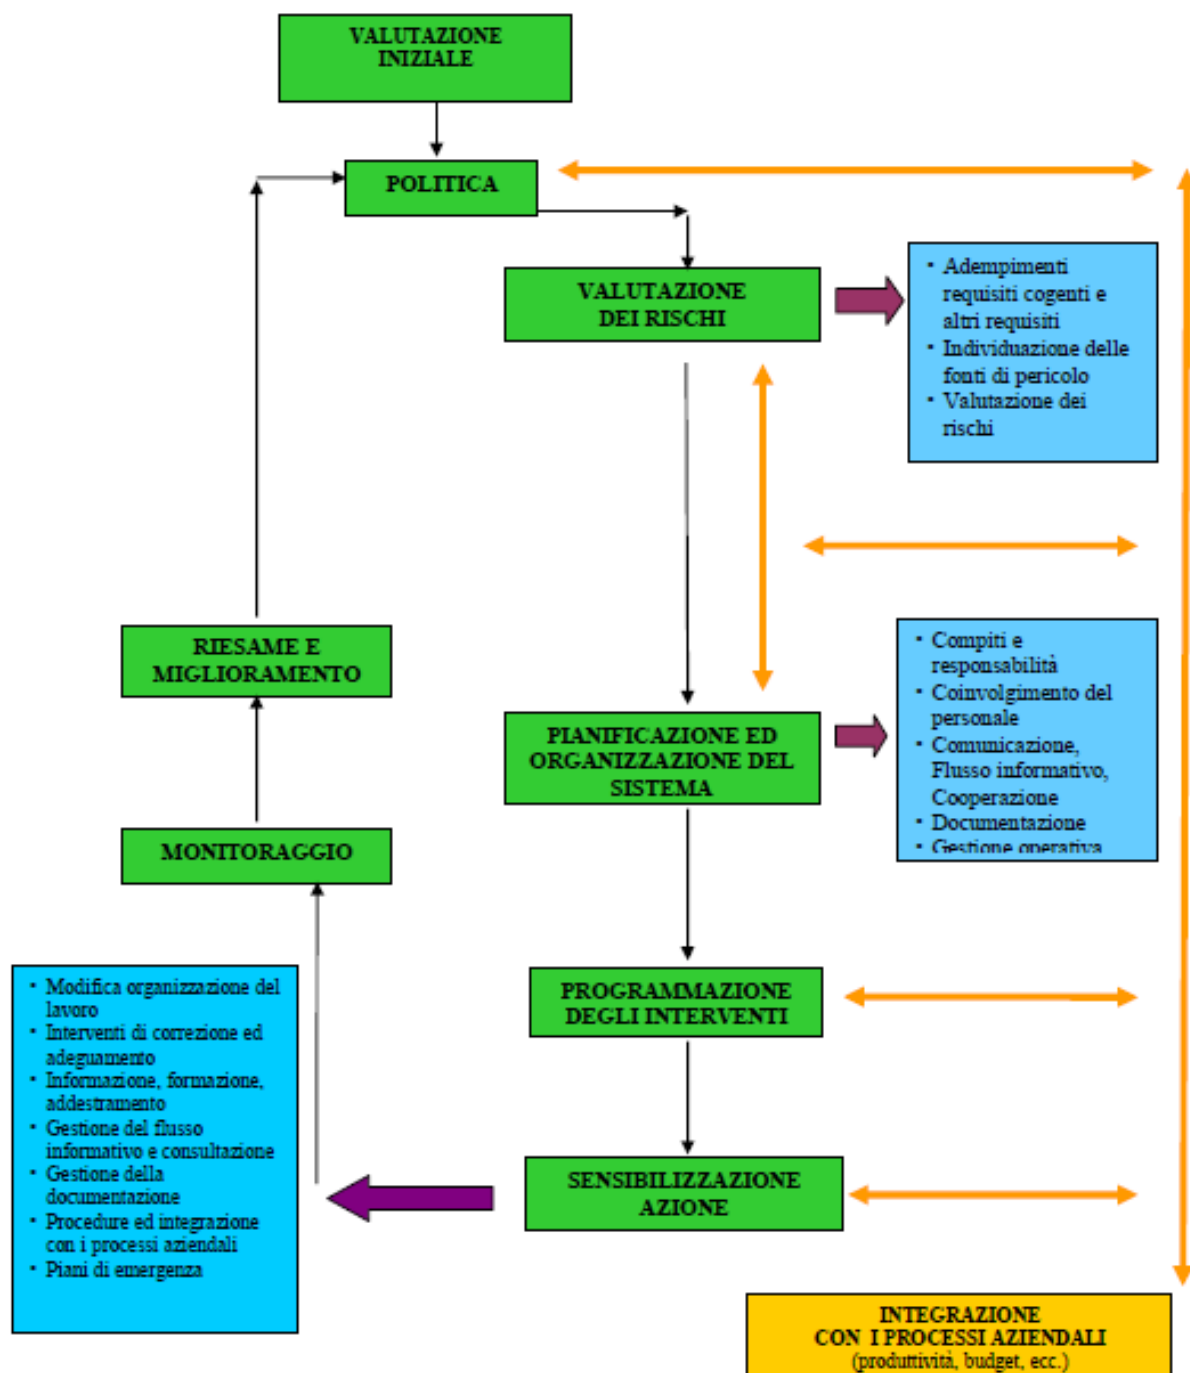 VALUTAZIONE
INIZIALE
POLITICA
VALUTAZIONE
DEI RISCHI
▪ Adempimenti
requisiti cogenti e
altri requisiti
▪ Individuazione delle
fonti di pericolo
▪ Valutazione dei
rischi
RIESAME E
MIGLIORAMENTO
PIANIFICAZIONE ED
ORGANIZZAZIONE DEL
SISTEMA
▪ Compiti e
responsabilità
▪ Coinvolgimento del
personale
▪ Comunicazione,
Flusso informativo,
Cooperazione
▪ Documentazione
▪ Gestione operativa
MONITORAGGIO
▪ Modifica organizzazione del
lavoro
▪ Interventi di correzione ed
adeguamento
▪ Informazione, formazione,
addestramento
▪ Gestione del flusso
informativo e consultazione
▪ Gestione della
documentazione
▪ Procedure ed integrazione
con i processi aziendali
▪ Piani di emergenza
PROGRAMMAZIONE
DEGLI INTERVENTI
SENSIBILIZZAZIONE
AZIONE
INTEGRAZIONE
CON I PROCESSI AZIENDALI
(produttività, budget, ecc.)